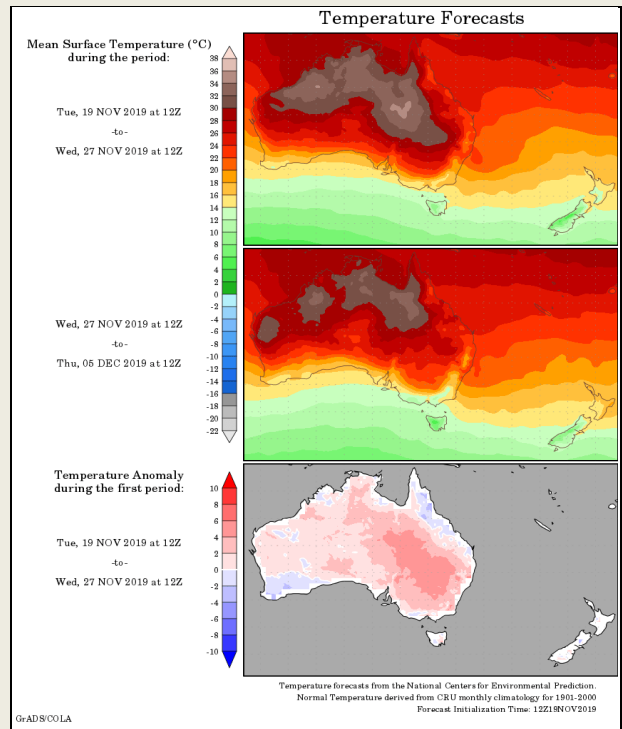 Temperature Forecasts
Mean Surface Temperature (°C)
during the period:
Tue, 19 NOV 2019 at 12Z
-to-
Wed, 27 NOV 2019 at 12Z
38
36
34
32
30
28
26
24
22
20
18
16
14
12
10
8
6
4
2
0
-2
-4
-6
-8
-10
-12
-14
-16
-18
-20
-22
Wed, 27 NOV 2019 at 12Z
-to-
Thu, 05 DEC 2019 at 12Z
Temperature Anomaly
during the first period:
Tue, 19 NOV 2019 at 12Z
-to-
Wed, 27 NOV 2019 at 12Z
10
8
6
4
2
0
-2
-4
-6
-8
-10
Temperature forecasts from the National Centers for Environmental Prediction.
Normal Temperature derived from CRU monthly climatology for 1901-2000
Forecast Initialization Time: 12Z19NOV2019
GrADS/COLA